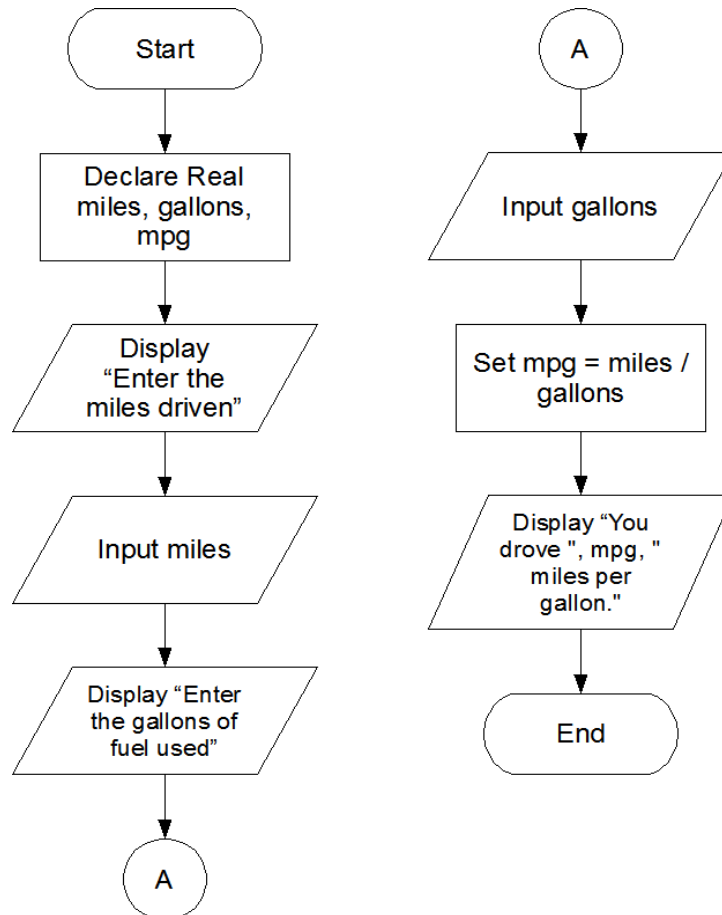 Start
Declare Real
miles, gallons,
mpg
Display
“Enter the
miles driven”
Input miles
Display “Enter
the gallons of
fuel used”
A
A
Input gallons
Set mpg = miles /
gallons
Display “You
drove ", mpg, "
miles per
gallon."
End